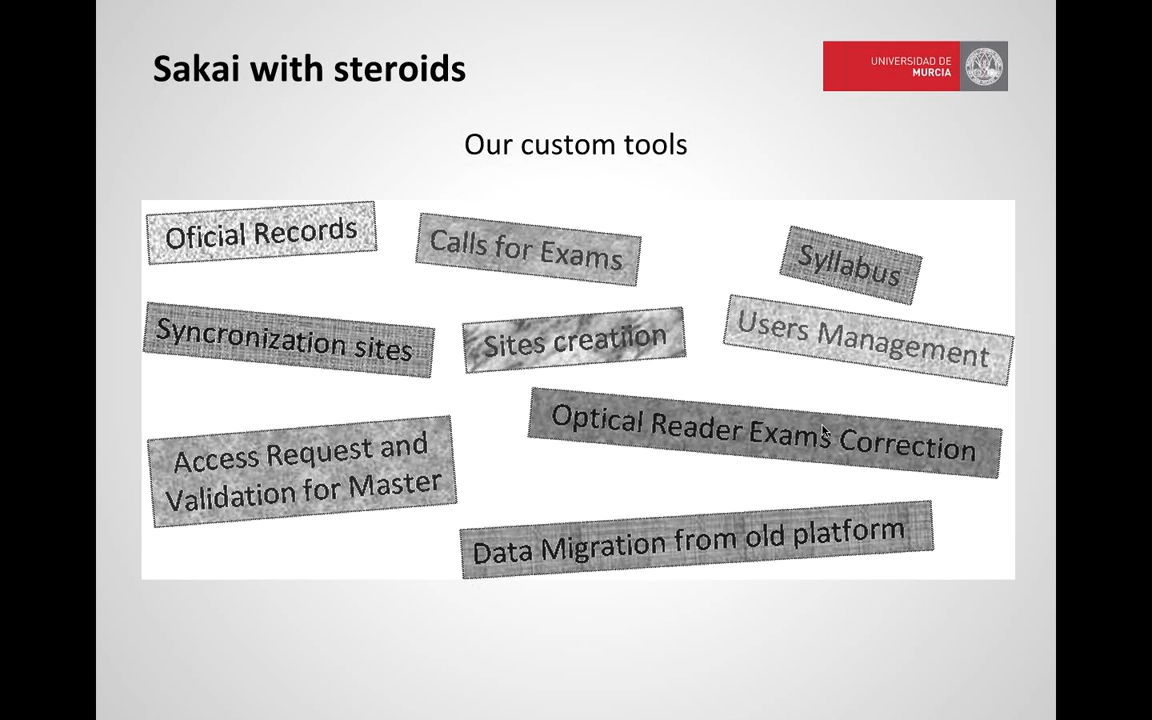 Sakai with steroids
UNIVERSIDAD DE
MURCIA
Our custom tools
Oficial Records
Calls for Exams
Syllabus
Syncronization sites
Sites creatiion
Users Management
Optical Reader Exams Correction
Access Request and
Validation for Master
Data Migration from old platform